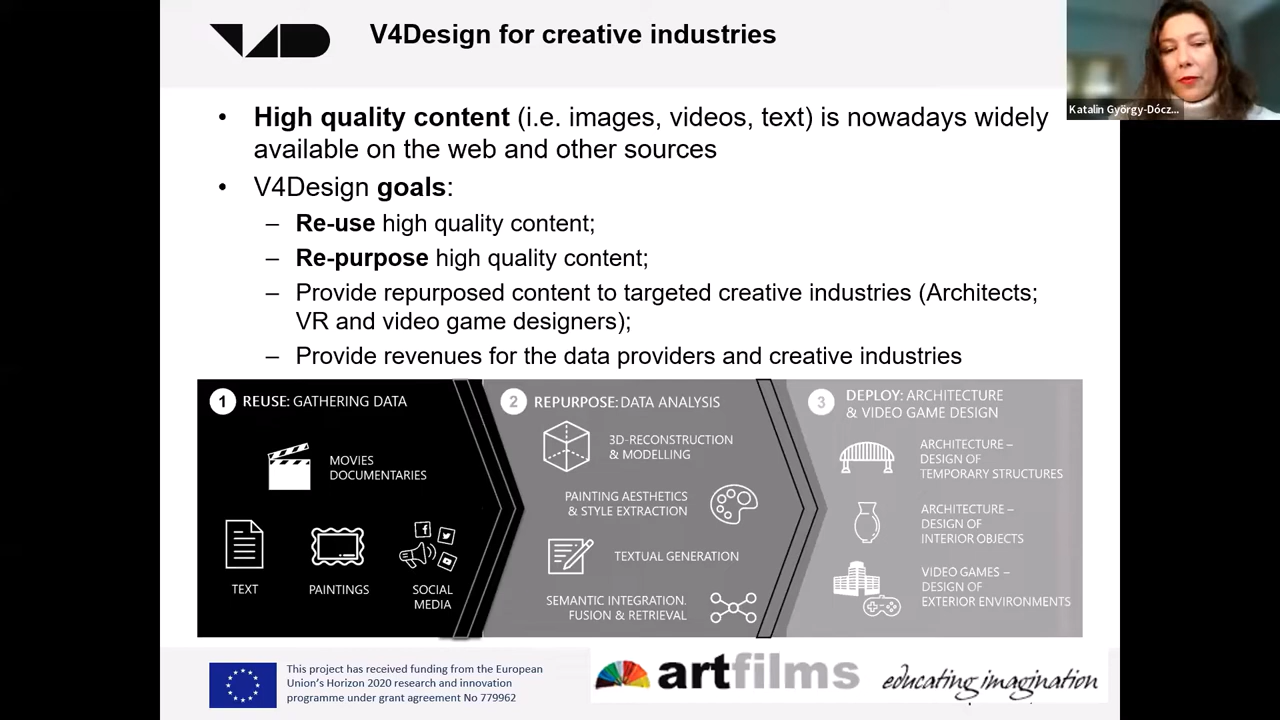 V4Design for creative industries
Katalin György-Dócz...
• High quality content (i.e. images, videos, text) is nowadays widely
available on the web and other sources
• V4Design goals:
– Re-use high quality content;
– Re-purpose high quality content;
– Provide repurposed content to targeted creative industries (Architects;
VR and video game designers);
– Provide revenues for the data providers and creative industries
1 REUSE: GATHERING DATA
MOVIES
DOCUMENTARIES
TEXT
PAINTINGS
SOCIAL
MEDIA
2 REPURPOSE: DATA ANALYSIS
3D-RECONSTRUCTION
& MODELLING
PAINTING AESTHETICS
& STYLE EXTRACTION
TEXTUAL GENERATION
SEMANTIC INTEGRATION.
FUSION & RETRIEVAL
3 DEPLOY: ARCHITECTURE
& VIDEO GAME DESIGN
ARCHITECTURE –
DESIGN OF
TEMPORARY STRUCTURES
ARCHITECTURE –
DESIGN OF
INTERIOR OBJECTS
VIDEO GAMES –
DESIGN OF
EXTERIOR ENVIRONMENTS
This project has received funding from the European
Union's Horizon 2020 research and innovation
programme under grant agreement No 779962
artfilms
educating imagination